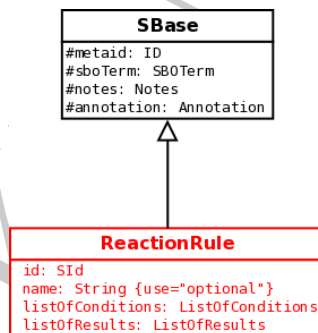 SBase
#metaid: ID
#sboTerm: SBOTerm
#notes: Notes
#annotation: Annotation
ReactionRule
id: SId
name: String {use="optional"}
listOfConditions: ListOfConditions
listOfResults: ListOfResults